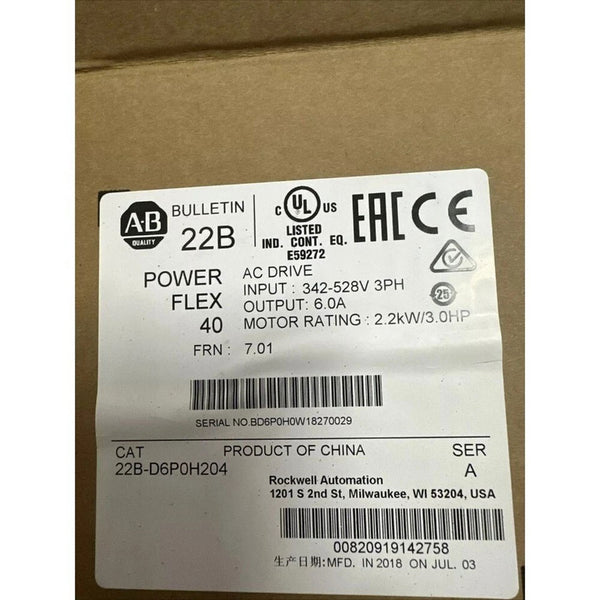 A-B
QUALITY
BULLETIN
22B
C UL US
LISTED
IND. CONT. EQ.
E59272
EAC CE
25
POWER
FLEX
40
AC DRIVE
INPUT : 342-528V 3PH
OUTPUT: 6.0A
MOTOR RATING : 2.2kW/3.0HP
FRN : 7.01
SERIAL NO.BD6P0H0W18270029
CAT PRODUCT OF CHINA SER
22B-D6P0H204 A
Rockwell Automation
1201 S 2nd St, Milwaukee, WI 53204, USA
00820919142758
生产日期:MFD. IN 2018 ON JUL. 03